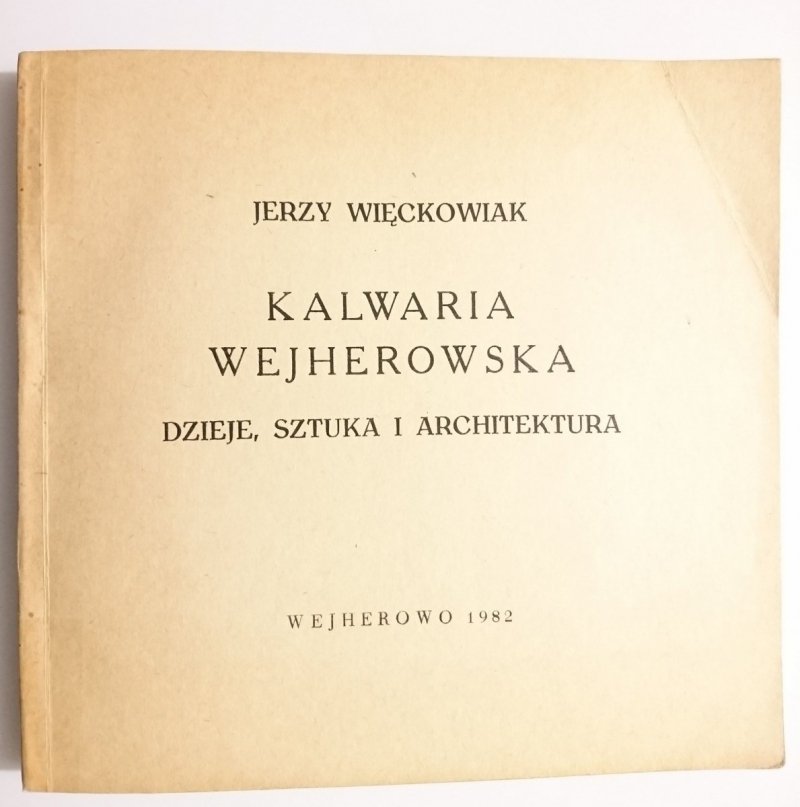 JERZY WIĘCKOWIAK
KALWARIA
WEJHEROWSKA
DZIEJE, SZTUKA I ARCHITEKTURA
WEJHEROWO 1982